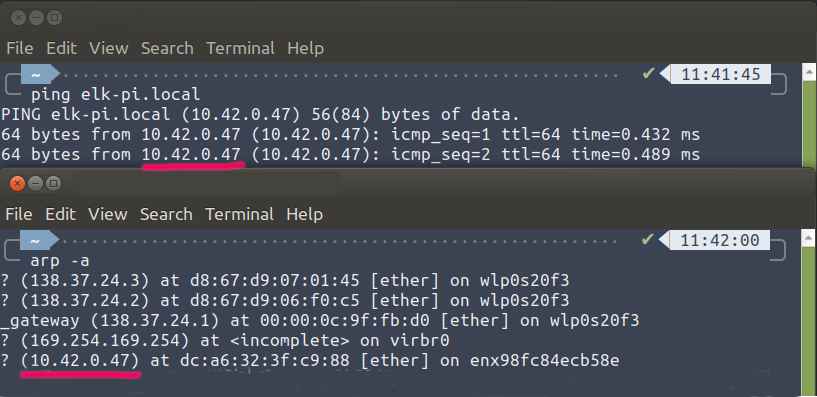 File Edit View Search Terminal Help
~ ✔ 11:41:45
ping elk-pi.local
PING elk-pi.local (10.42.0.47) 56(84) bytes of data.
64 bytes from 10.42.0.47 (10.42.0.47): icmp_seq=1 ttl=64 time=0.432 ms
64 bytes from 10.42.0.47 (10.42.0.47): icmp_seq=2 ttl=64 time=0.489 ms
File Edit View Search Terminal Help
~ ✔ 11:42:00
arp -a
? (138.37.24.3) at d8:67:d9:07:01:45 [ether] on wlp0s20f3
? (138.37.24.2) at d8:67:d9:06:f0:c5 [ether] on wlp0s20f3
_gateway (138.37.24.1) at 00:00:0c:9f:fb:d0 [ether] on wlp0s20f3
? (169.254.169.254) at <incomplete> on virbr0
? (10.42.0.47) at dc:a6:32:3f:c9:88 [ether] on enx98fc84ecb58e